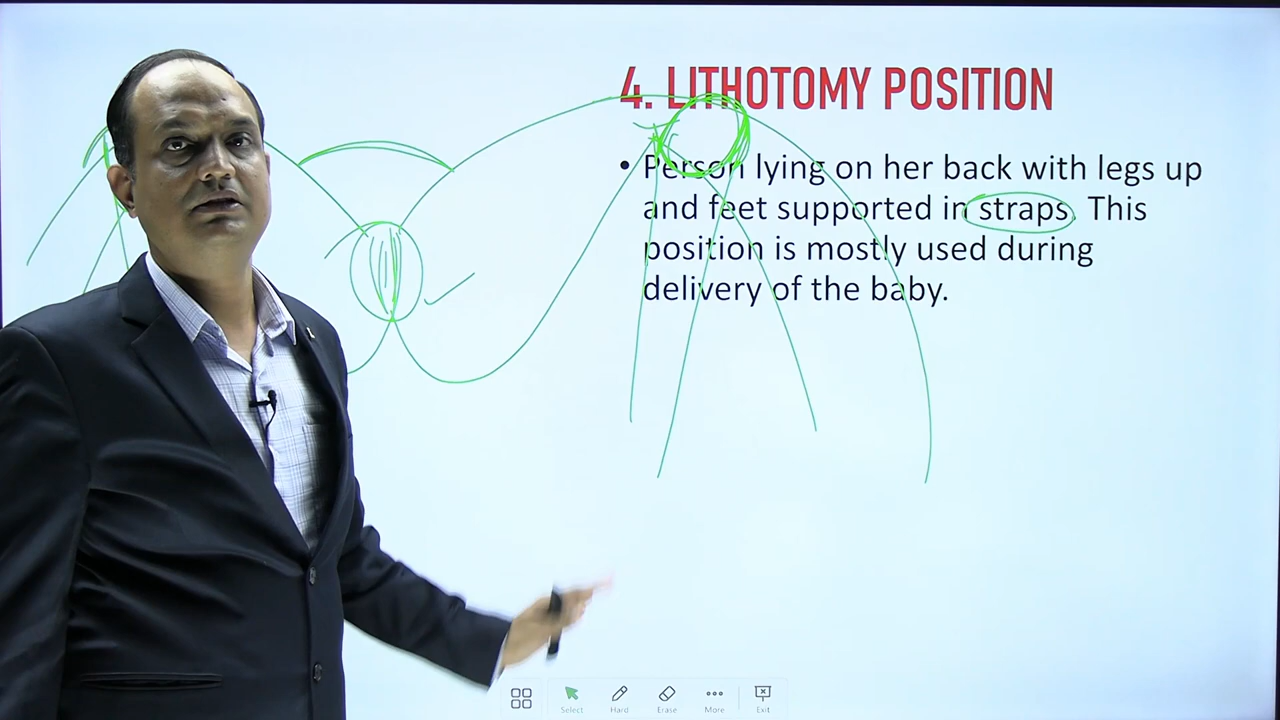 4. LITHOTOMY POSITION
• Person lying on her back with legs up
and feet supported in straps. This
position is mostly used during
delivery of the baby.
Select Hard Erase More Exit